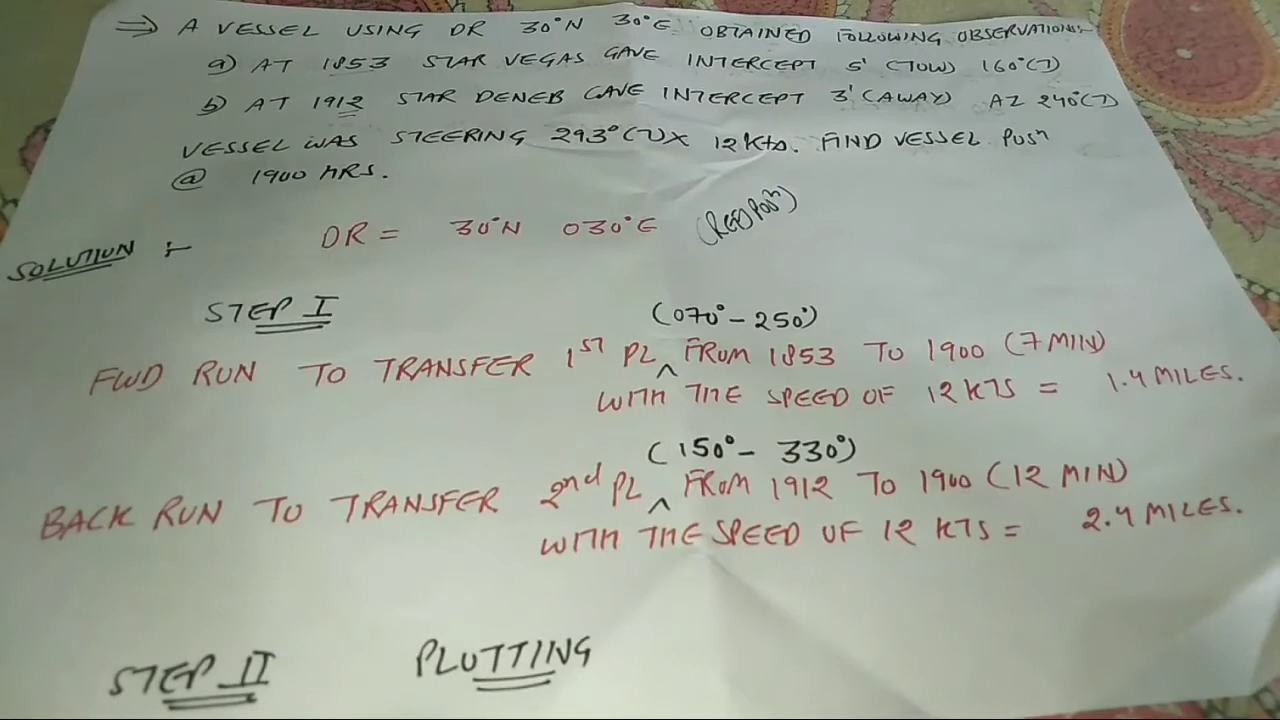 ⇒ A VESSEL USING DR 30°N 30°E OBTAINED FOLLOWING OBSERVATIONS:-
a) AT 1853 STAR VEGAS GAVE INTERCEPT 5' (TOW) 160°(T)
b) AT 1912 STAR DENEB GAVE INTERCEPT 3' (AWAY) AZ 240°(T)
VESSEL WAS STEERING 293°(T) X 12 Kts. FIND VESSEL POSn
@ 1900 HRS.
SOLUTION :- DR = 30°N 030°E (RED POSn)
STEP I
(070° - 250°)
FWD RUN TO TRANSFER 1ST PL ^ FROM 1853 TO 1900 (7 MIN)
WITH THE SPEED OF 12 KTS = 1.4 MILES.
(150° - 330°)
BACK RUN TO TRANSFER 2nd PL ^ FROM 1912 TO 1900 (12 MIN)
WITH THE SPEED OF 12 KTS = 2.4 MILES.
STEP II PLOTTING